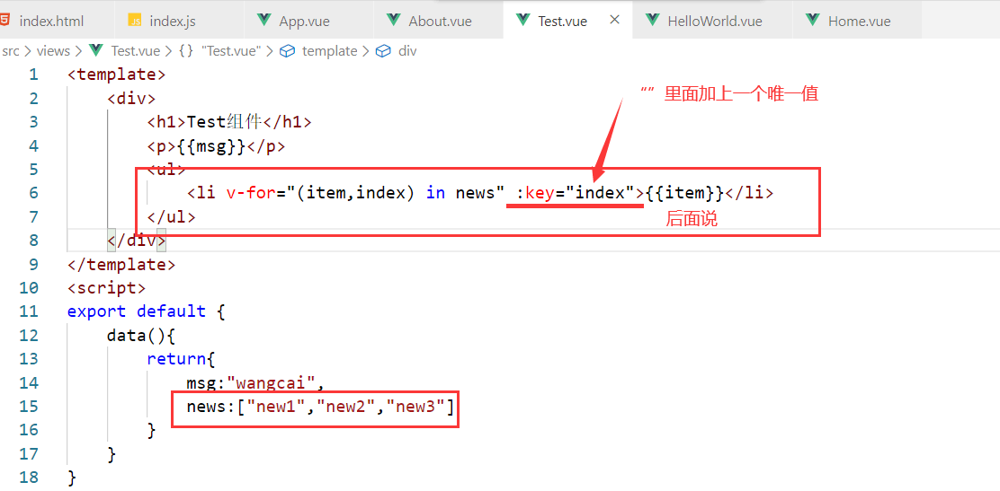 index.html JS index.js App.vue About.vue Test.vue × HelloWorld.vue Home.vue
src > views > Test.vue > {} "Test.vue" > template > div
1 <template>
2 <div>
“” 里面加上一个唯一值
3 <h1>Test组件</h1>
4 <p>{{msg}}</p>
5 <ul>
6 <li v-for="(item,index) in news" :key="index">{{item}}</li>
7 </ul>
后面说
8 </div>
9 </template>
10 <script>
11 export default {
12 data(){
13 return{
14 msg:"wangcai",
15 news:["new1","new2","new3"]
16 }
17 }
18 }